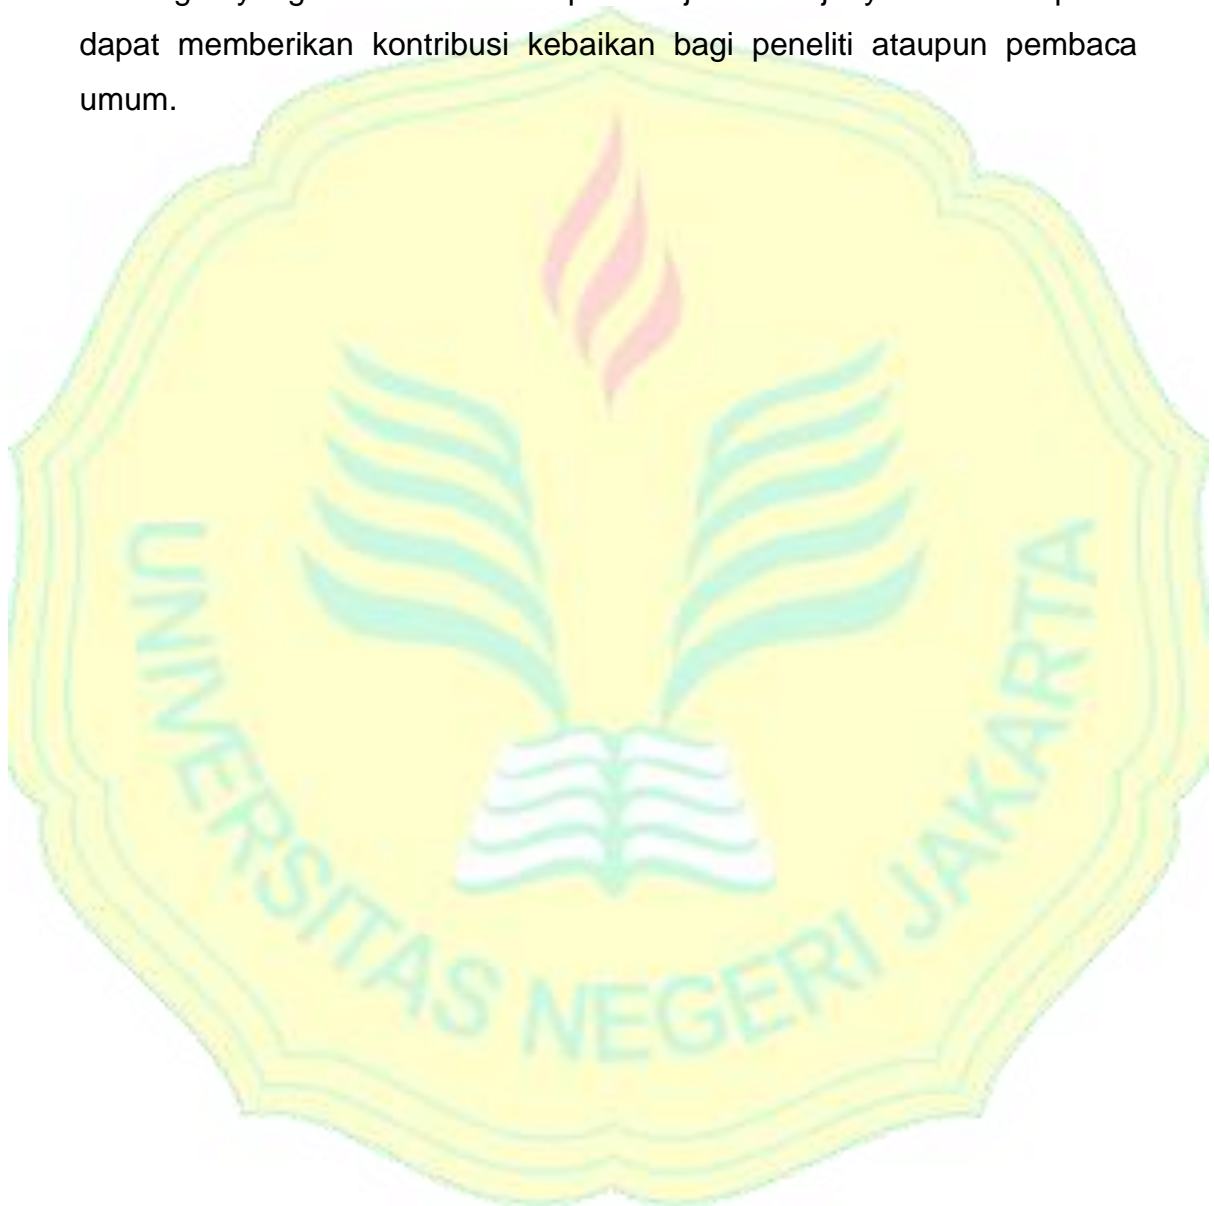 dapat memberikan kontribusi kebaikan bagi peneliti ataupun pembaca
umum.
UNIVERSITAS NEGERI JAKARTA